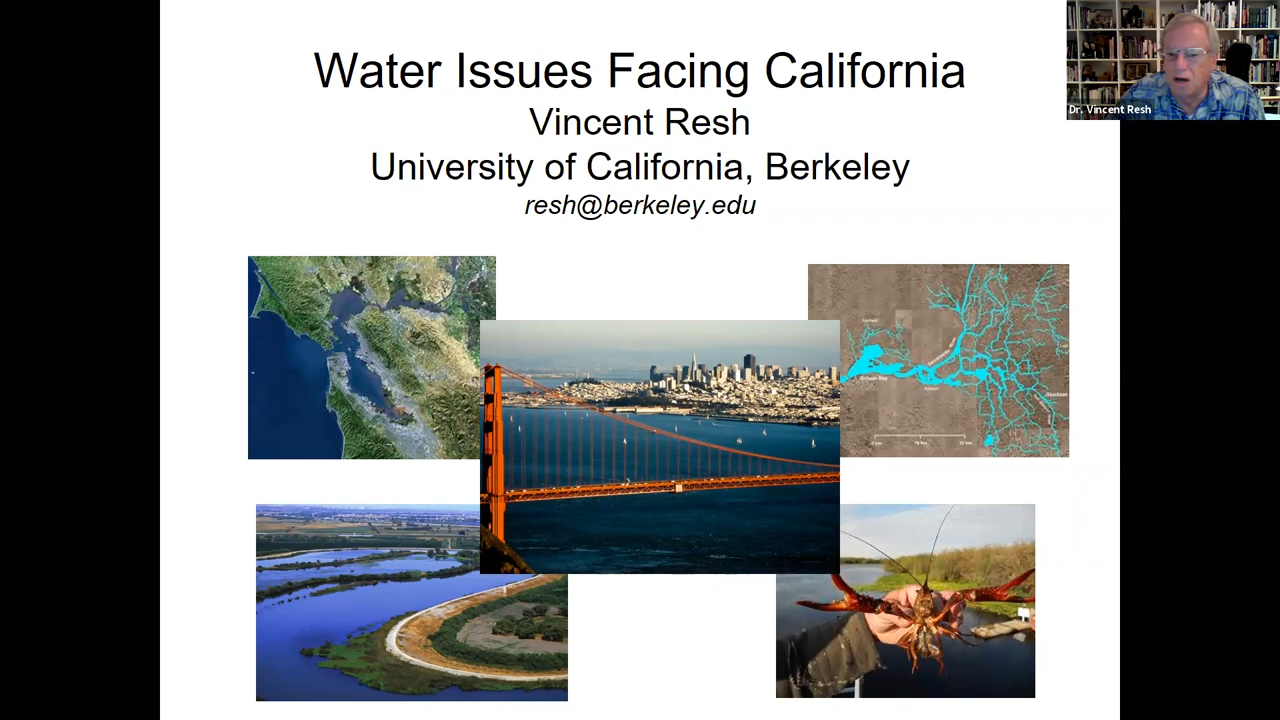 Water Issues Facing California
Vincent Resh
University of California, Berkeley
resh@berkeley.edu
Dr. Vincent Resh